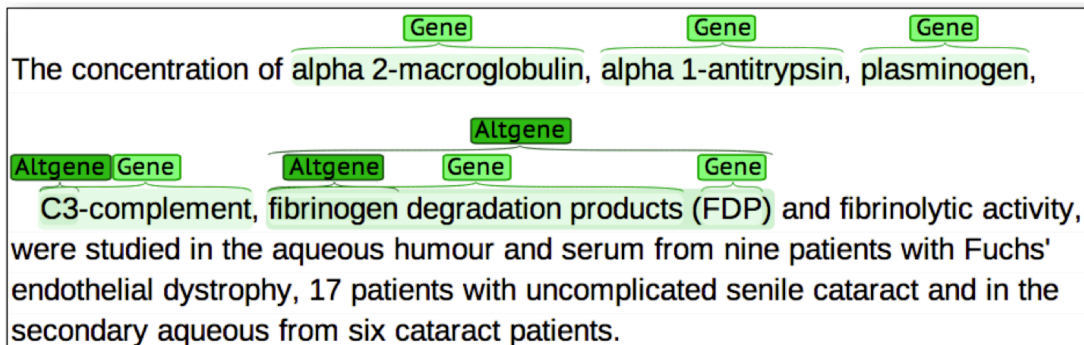 Gene Gene Gene
The concentration of alpha 2-macroglobulin, alpha 1-antitrypsin, plasminogen,
Altgene
Altgene Gene Altgene Gene Gene
C3-complement, fibrinogen degradation products (FDP) and fibrinolytic activity,
were studied in the aqueous humour and serum from nine patients with Fuchs'
endothelial dystrophy, 17 patients with uncomplicated senile cataract and in the
secondary aqueous from six cataract patients.